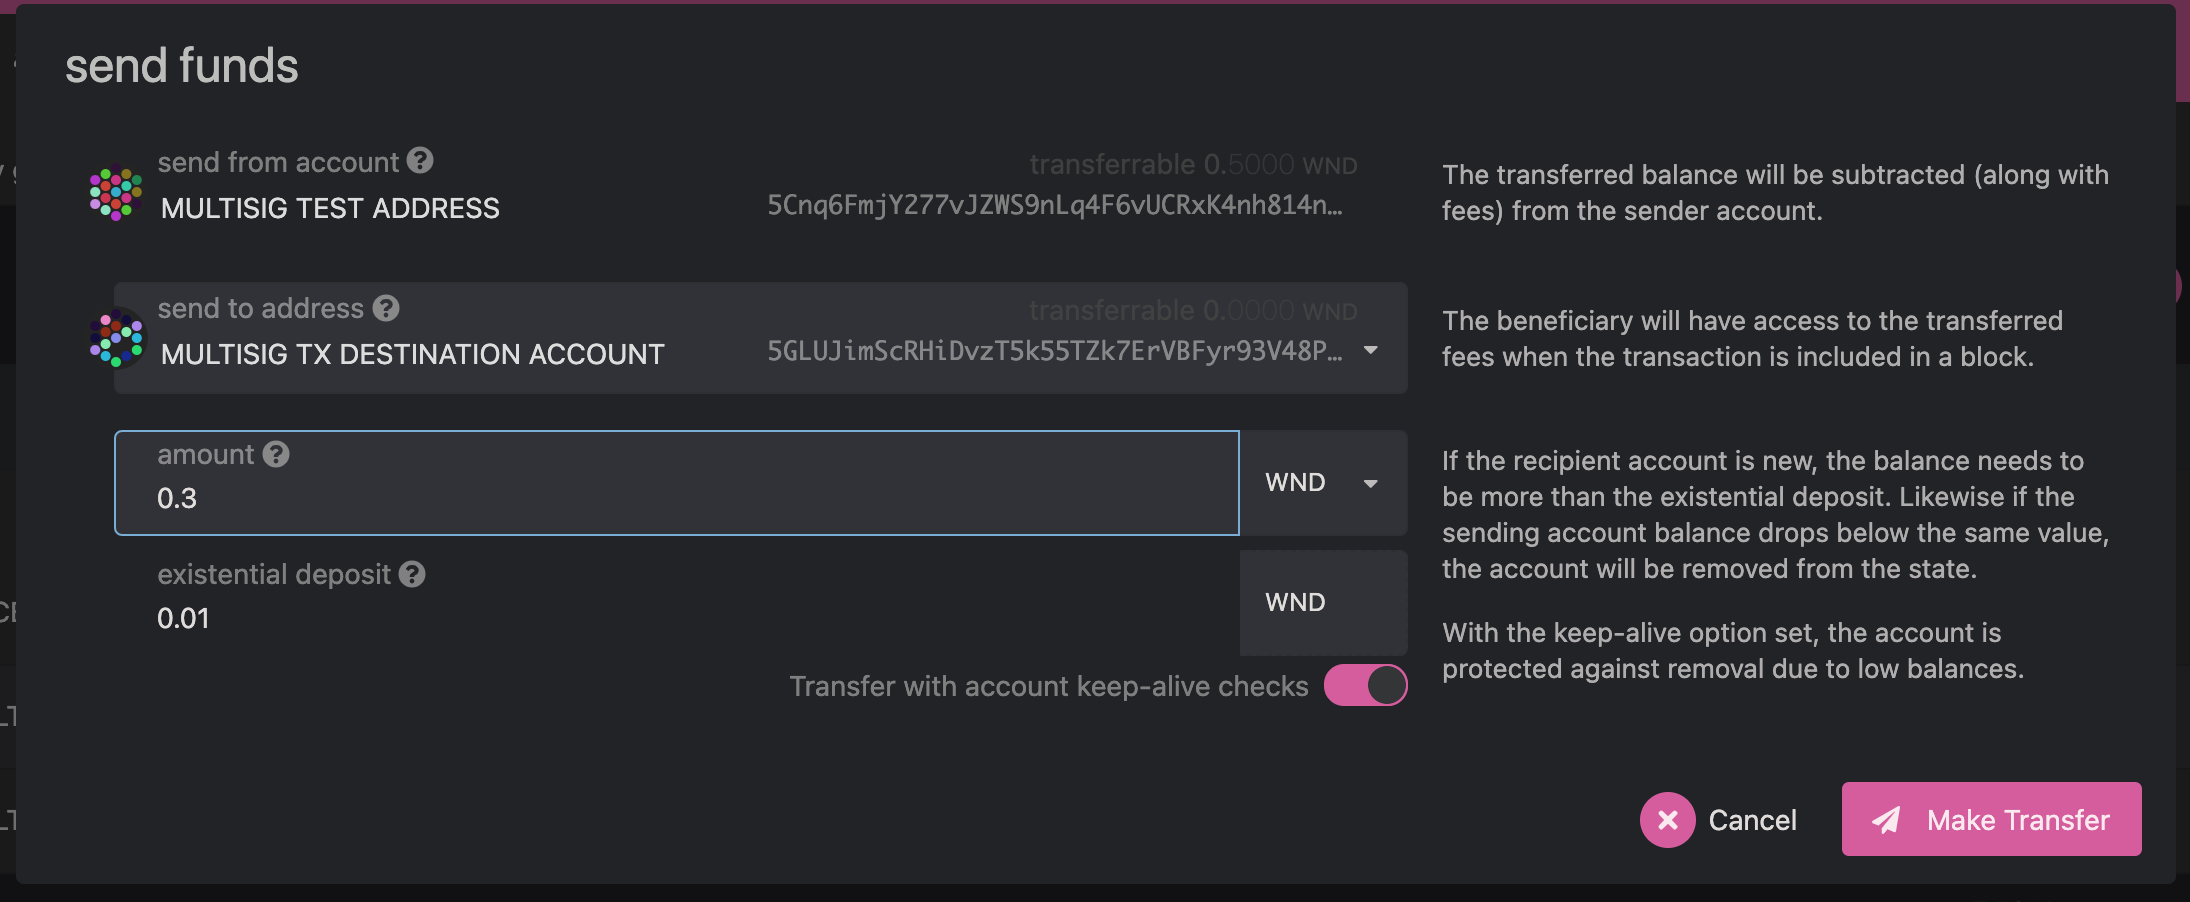 send funds
send from account
transferrable 0.5000 WND
MULTISIG TEST ADDRESS
5Cnq6FmjY277vJZWS9nLq4F6vUCRxK4nh814n…
The transferred balance will be subtracted (along with
fees) from the sender account.
send to address
transferrable 0.0000 WND
MULTISIG TX DESTINATION ACCOUNT
5GLUJimScRHiDvzT5k55TZk7ErVBFyr93V48P…
The beneficiary will have access to the transferred
fees when the transaction is included in a block.
amount
0.3
WND
If the recipient account is new, the balance needs to
be more than the existential deposit. Likewise if the
sending account balance drops below the same value,
the account will be removed from the state.
existential deposit
0.01
WND
With the keep-alive option set, the account is
protected against removal due to low balances.
Transfer with account keep-alive checks
Cancel
Make Transfer